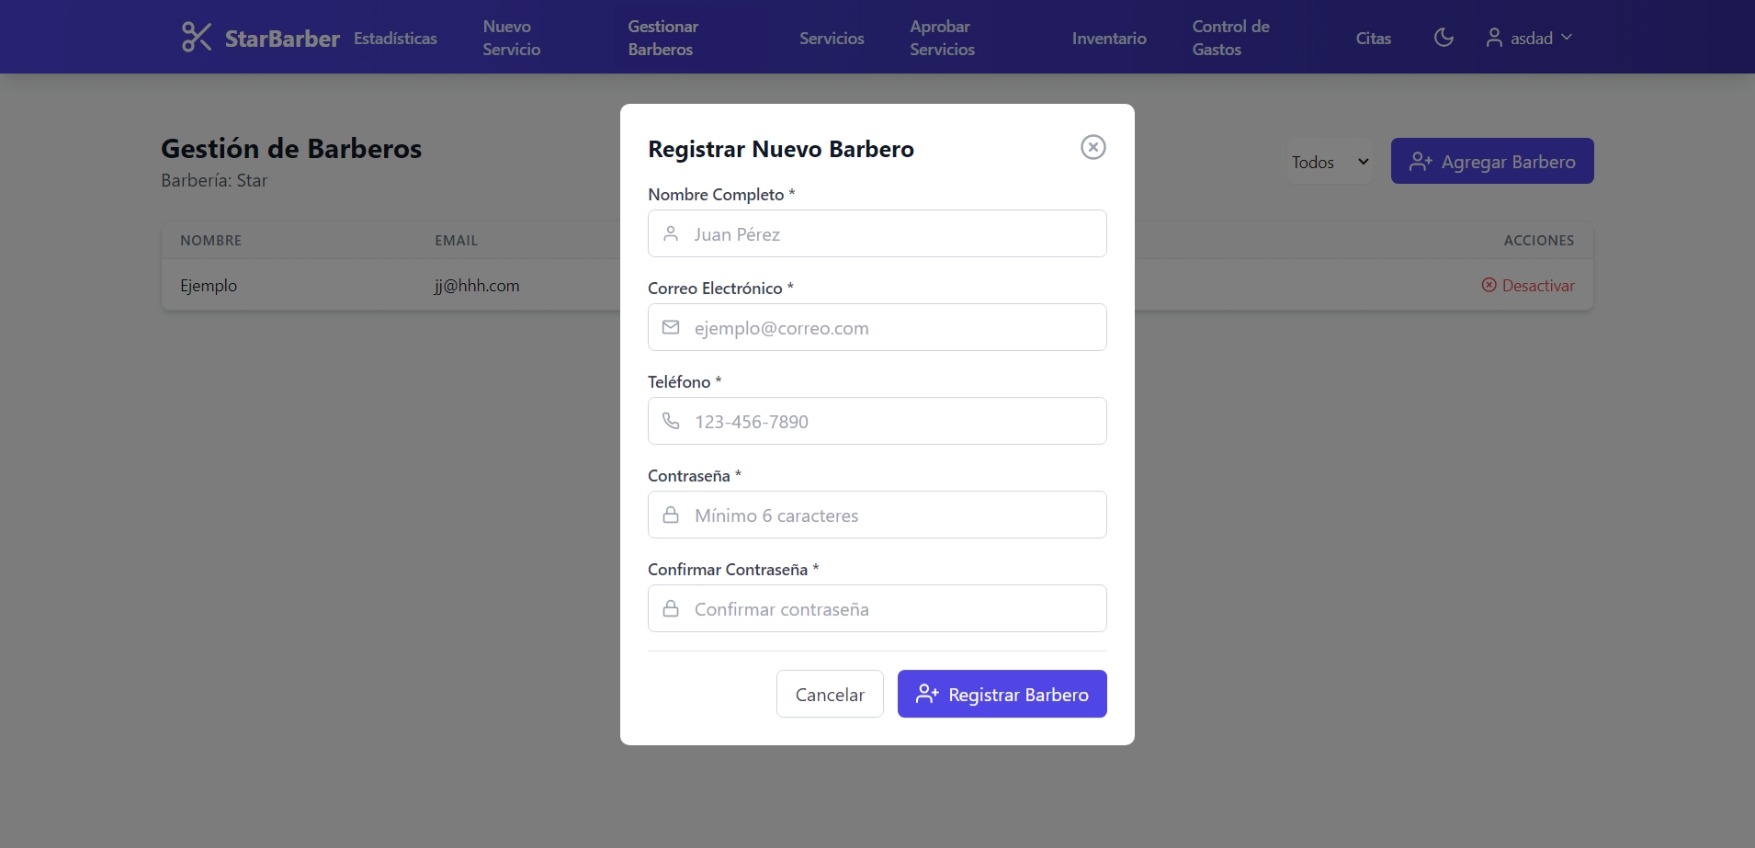 StarBarber
Estadísticas
Nuevo
Servicio
Gestionar
Barberos
Servicios
Aprobar
Servicios
Inventario
Control de
Gastos
Citas
asdad
Gestión de Barberos
Barbería: Star
Todos
Agregar Barbero
NOMBRE
EMAIL
ACCIONES
Ejemplo
jj@hhh.com
Desactivar
Registrar Nuevo Barbero
Nombre Completo *
Juan Pérez
Correo Electrónico *
ejemplo@correo.com
Teléfono *
123-456-7890
Contraseña *
Mínimo 6 caracteres
Confirmar Contraseña *
Confirmar contraseña
Cancelar
Registrar Barbero